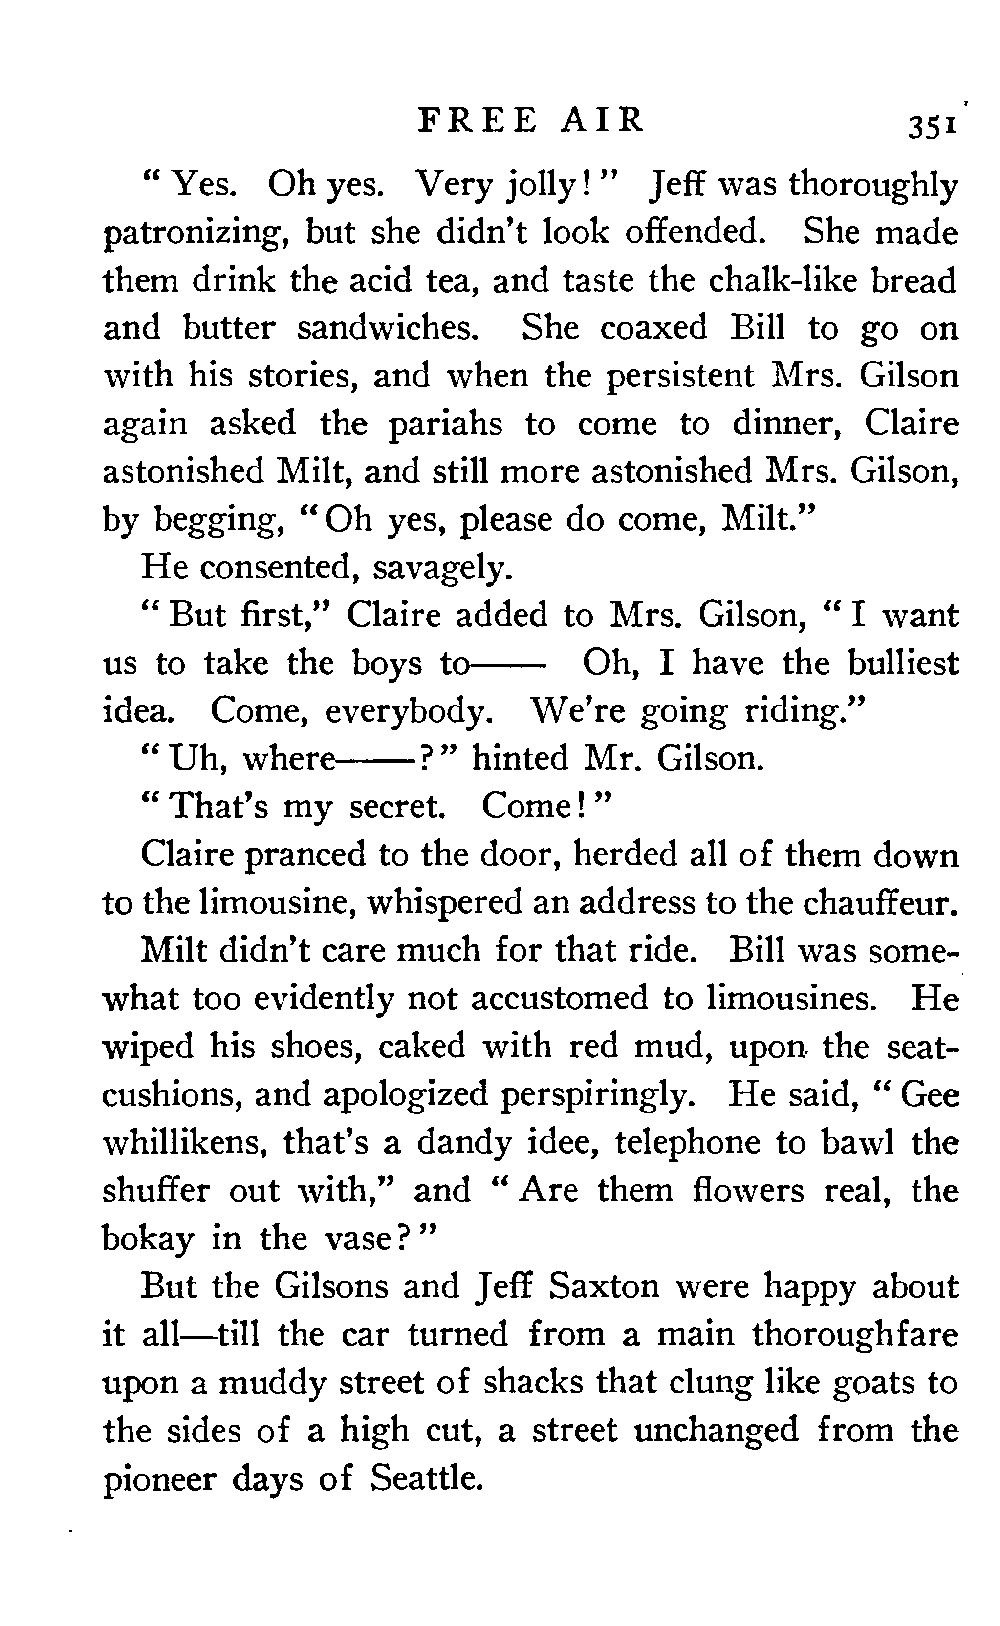 FREE AIR 351
“ Yes. Oh yes. Very jolly! ” Jeff was thoroughly
patronizing, but she didn’t look offended. She made
them drink the acid tea, and taste the chalk-like bread
and butter sandwiches. She coaxed Bill to go on
with his stories, and when the persistent Mrs. Gilson
again asked the pariahs to come to dinner, Claire
astonished Milt, and still more astonished Mrs. Gilson,
by begging, “ Oh yes, please do come, Milt.”
He consented, savagely.
“ But first,” Claire added to Mrs. Gilson, “ I want
us to take the boys to—— Oh, I have the bulliest
idea. Come, everybody. We’re going riding.”
“ Uh, where——? ” hinted Mr. Gilson.
“ That’s my secret. Come! ”
Claire pranced to the door, herded all of them down
to the limousine, whispered an address to the chauffeur.
Milt didn’t care much for that ride. Bill was some-
what too evidently not accustomed to limousines. He
wiped his shoes, caked with red mud, upon the seat-
cushions, and apologized perspiringly. He said, “ Gee
whillikens, that’s a dandy idee, telephone to bawl the
shuffer out with,” and “ Are them flowers real, the
bokay in the vase? ”
But the Gilsons and Jeff Saxton were happy about
it all—till the car turned from a main thoroughfare
upon a muddy street of shacks that clung like goats to
the sides of a high cut, a street unchanged from the
pioneer days of Seattle.